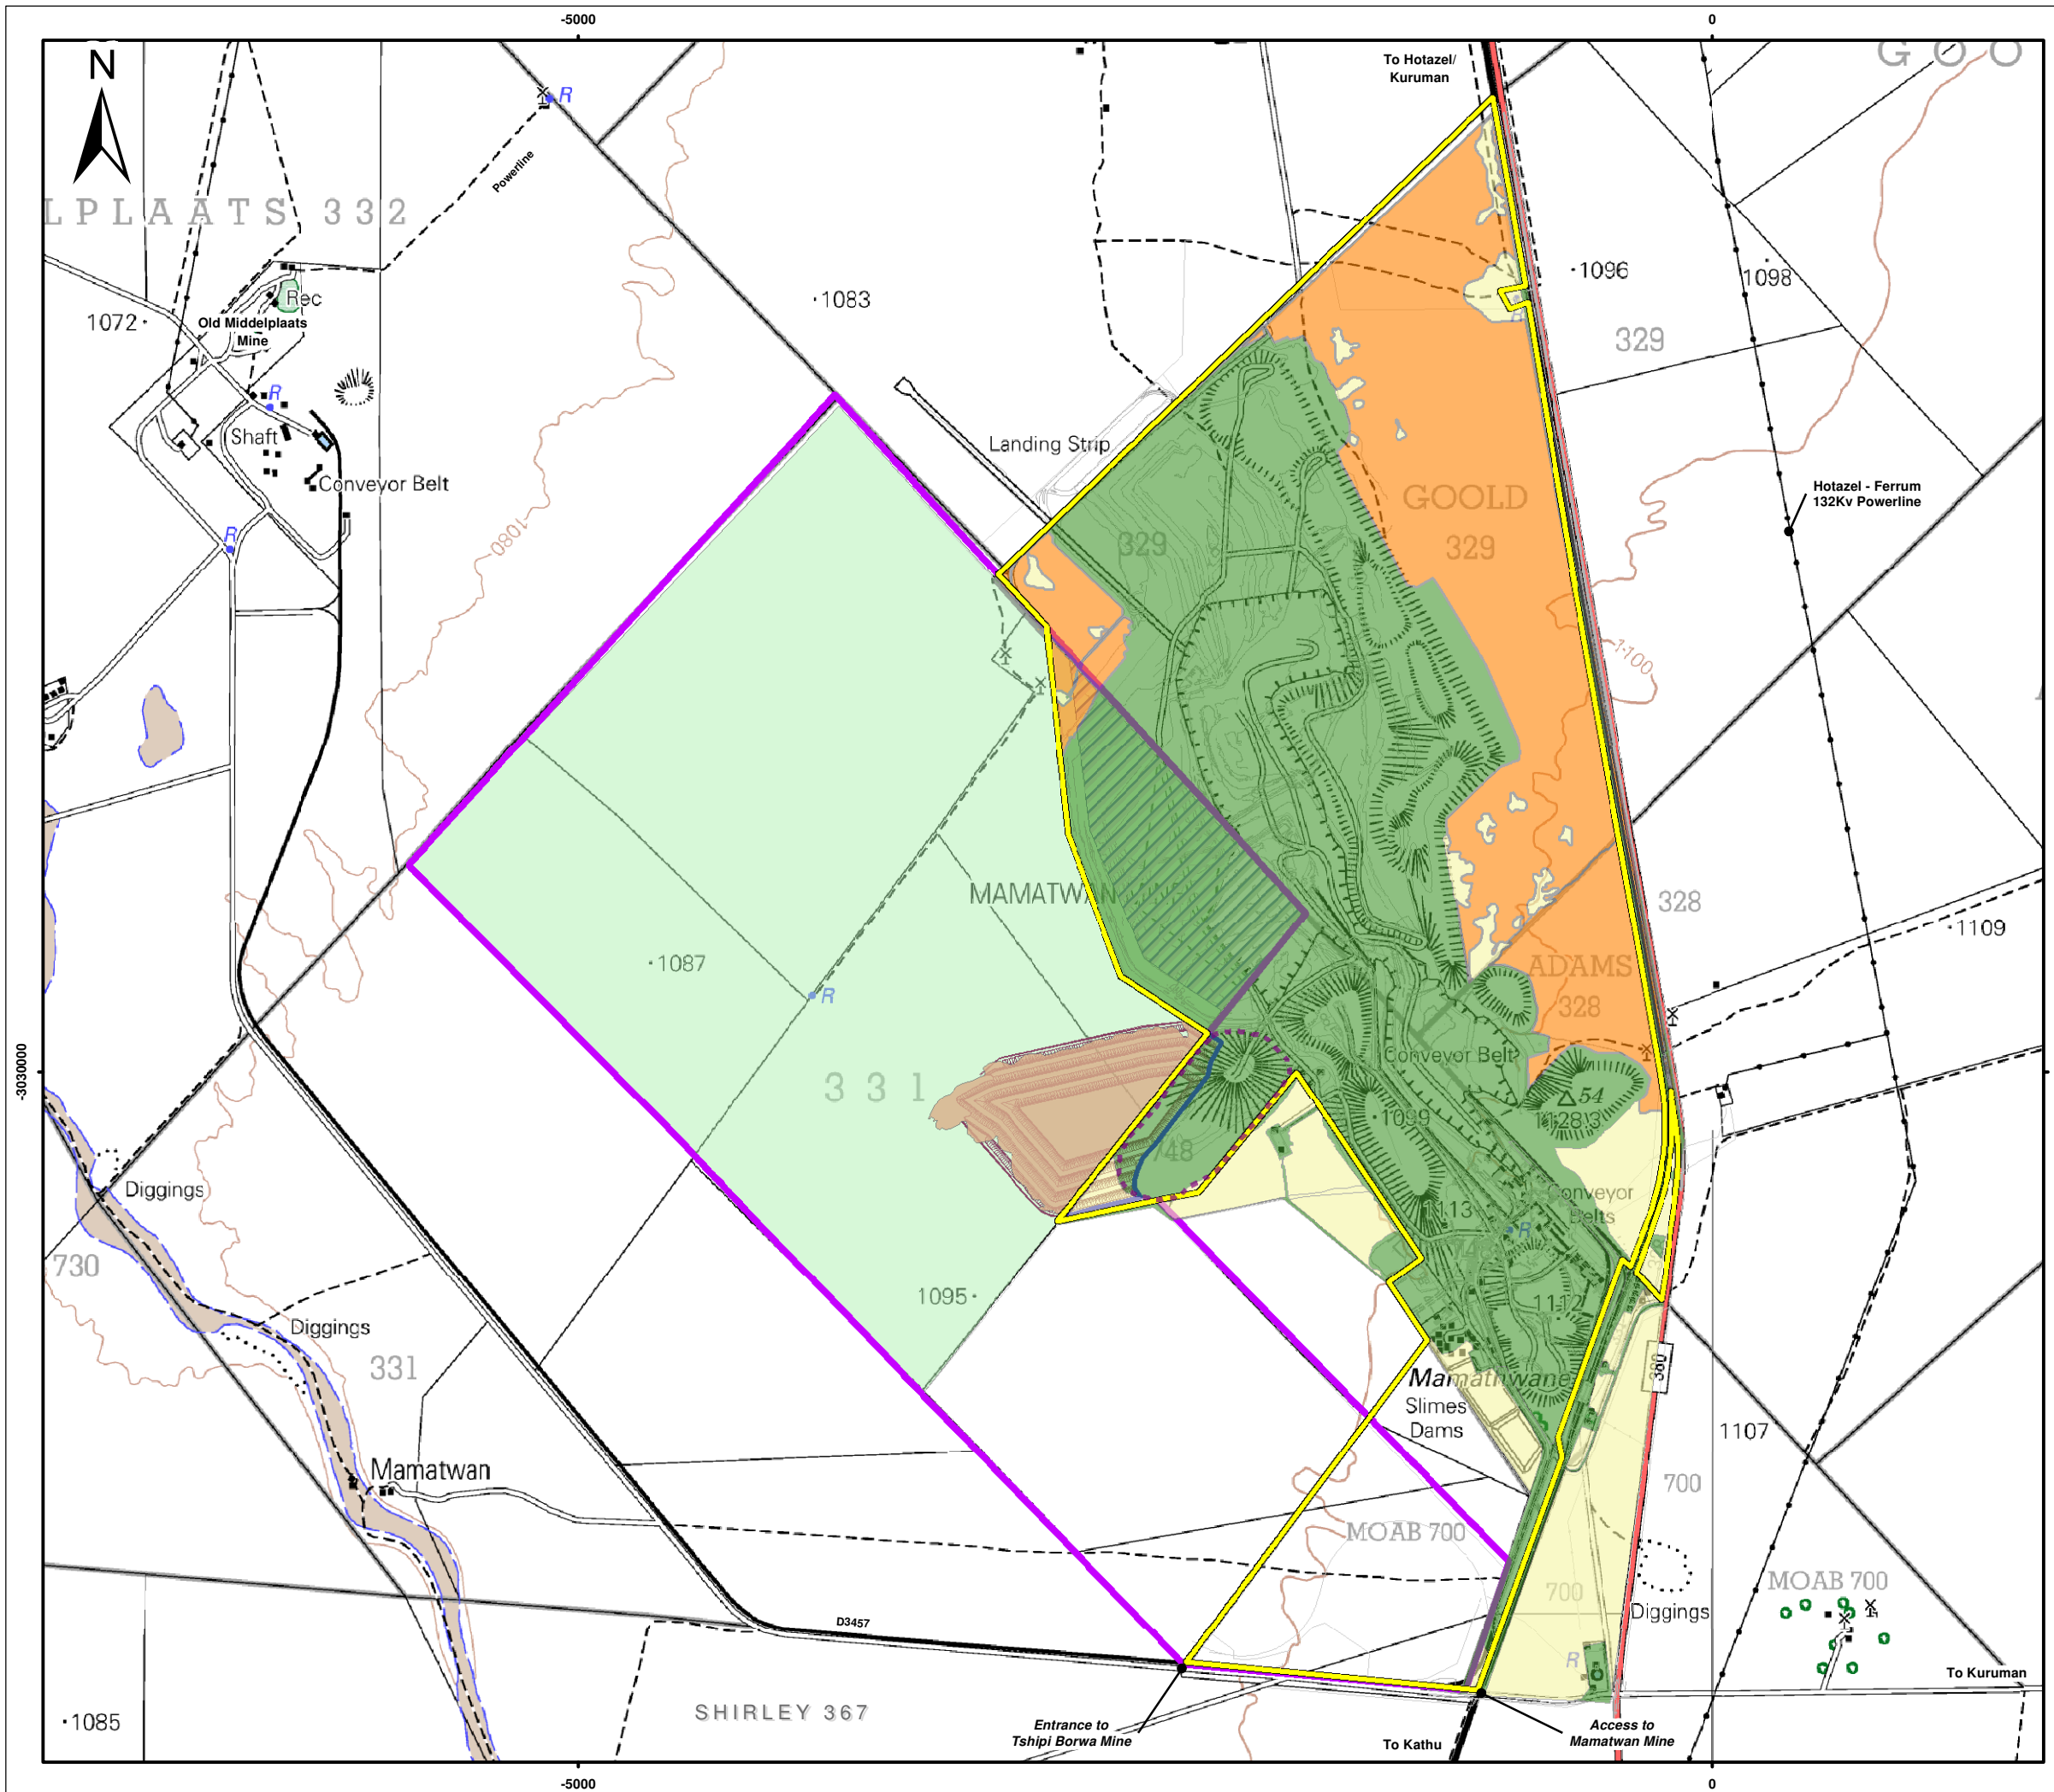 -5000
0
To Hotazel/
Kuruman
G O O
N
R
Powerline
LPLAATS 332
1096
1098
1083
Rec
1072
Old Middelplaats
Mine
R
329
R
Shaft
Landing Strip
Conveyor Belt
GOOLD
Hotazel - Ferrum
132Kv Powerline
1080
329
329
R
1100
MAMATWAN MINE
328
1109
1087
ADAMS
R
328
-3030000
Conveyor Belt
331
54
1128,3
1099
748
Diggings
Conveyor
Belts
1113
R
730
1095
1112
Diggings
331
380
Mamathwane
Slimes
Dams
1107
Mamatwan
700
MOAB 700
MOAB 700
700
Diggings
D3457
R
To Kuruman
SHIRLEY 367
1085
Entrance to
Tshipi Borwa Mine
Access to
Mamatwan Mine
To Kathu
-5000
0